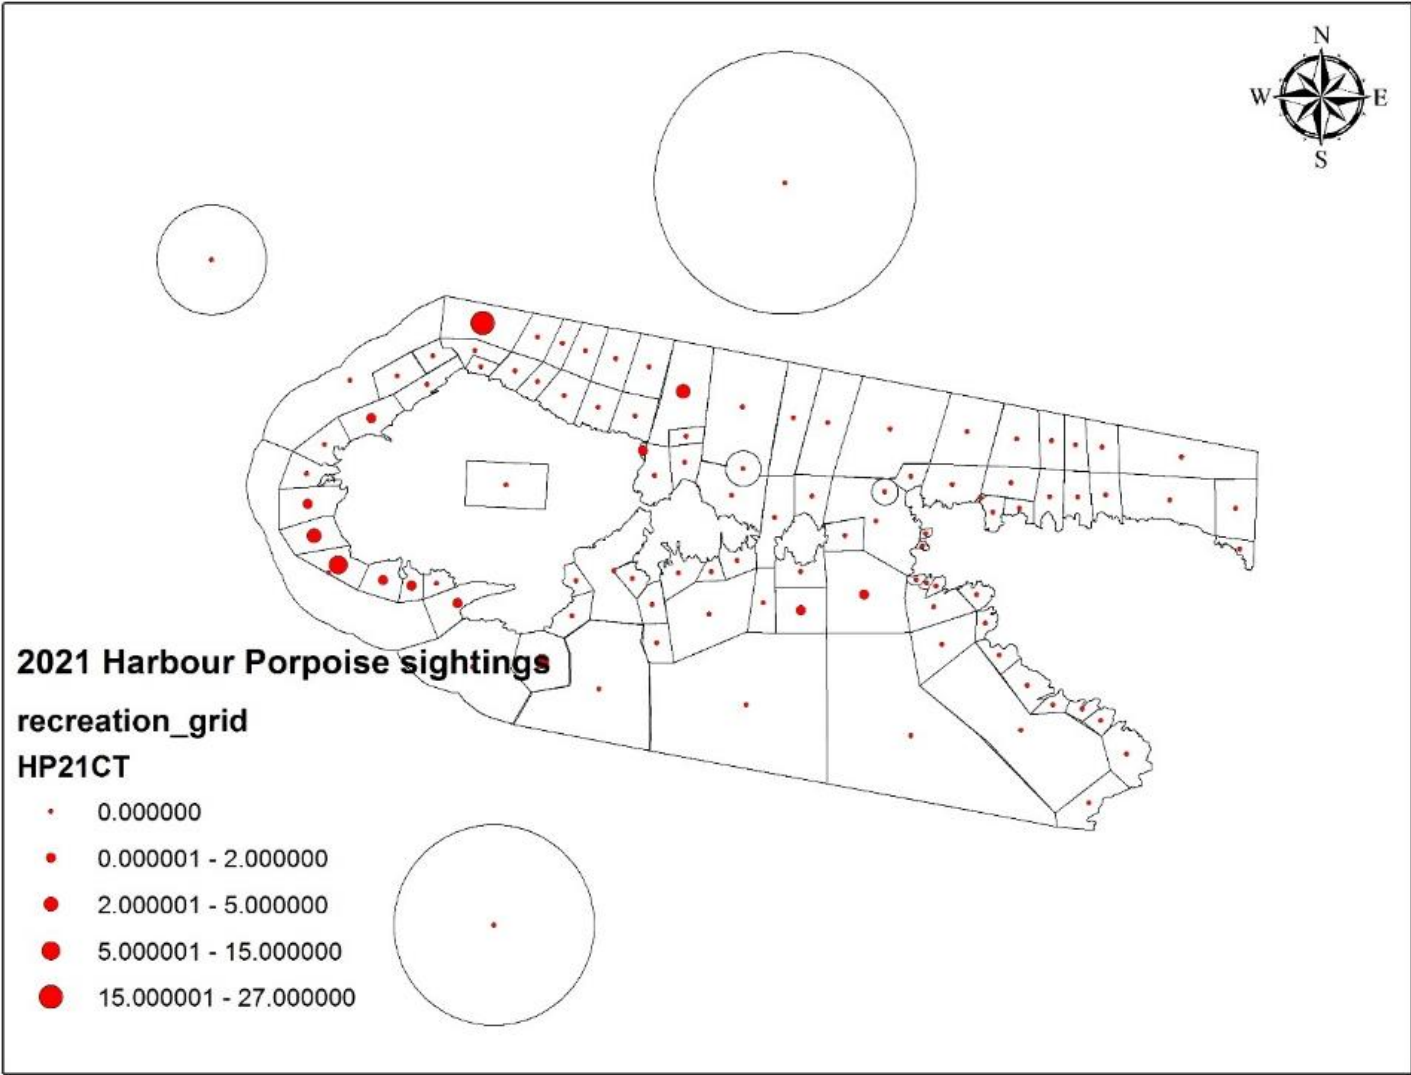 N
W E
S
2021 Harbour Porpoise sightings
recreation_grid
HP21CT
0.000000
0.000001 - 2.000000
2.000001 - 5.000000
5.000001 - 15.000000
15.000001 - 27.000000